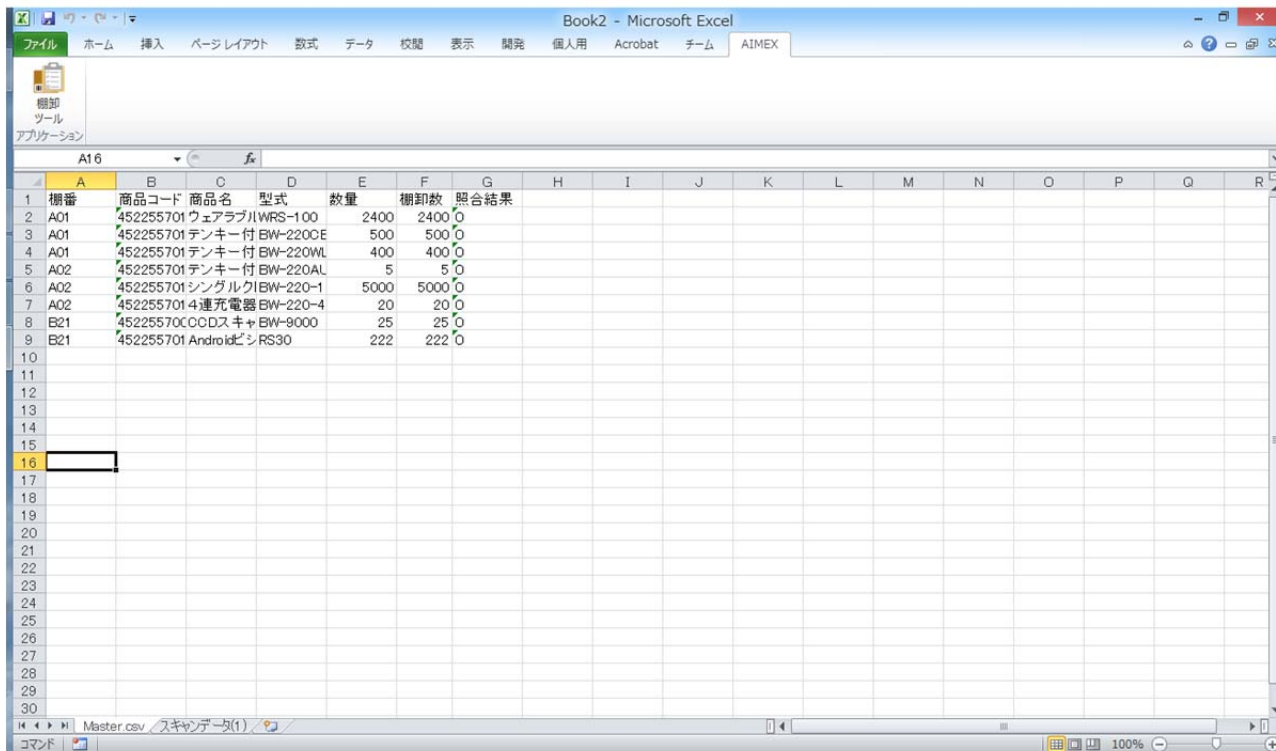 Book2 - Microsoft Excel
ファイル ホーム 挿入 ページ レイアウト 数式 データ 校閲 表示 開発 個人用 Acrobat チーム AIMEX
棚卸
ツール
アプリケーション
A16 fx
A B C D E F G H I J K L M N O P Q R
1 棚番 商品コード 商品名 型式 数量 棚卸数 照合結果
2 A01 452255701 ウェアラブル WRS-100 2400 2400 0
3 A01 452255701 テンキー付 BW-220CE 500 500 0
4 A01 452255701 テンキー付 BW-220WL 400 400 0
5 A02 452255701 テンキー付 BW-220AU 5 5 0
6 A02 452255701 シングルク BW-220-1 5000 5000 0
7 A02 452255701 4連充電器 BW-220-4 20 20 0
8 B21 45225570 CCDスキャ BW-9000 25 25 0
9 B21 452255701 Androidビジ RS30 222 222 0
10
11
12
13
14
15
16
17
18
19
20
21
22
23
24
25
26
27
28
29
30
Master.csv スキャンデータ(1)
コマンド 100%